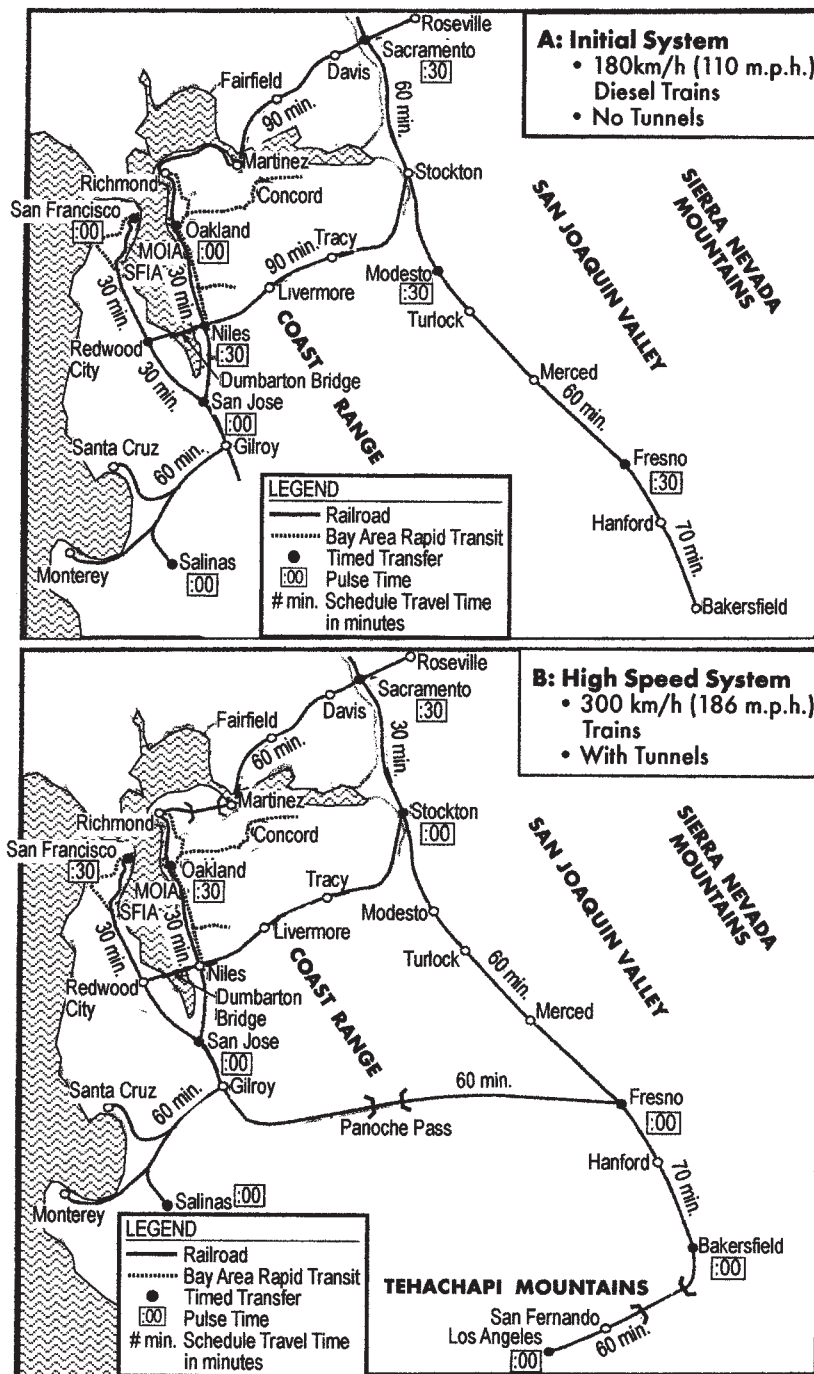 Roseville
Sacramento
:30
Davis
Fairfield
60 min.
90 min.
A: Initial System
• 180km/h (110 m.p.h.)
Diesel Trains
• No Tunnels
Martinez
Richmond
Concord
Stockton
San Francisco
:00
Oakland
:00
MOIA
SFIA
30 min.
30 min.
90 min.
Tracy
Livermore
Modesto
:30
Turlock
SAN JOAQUIN VALLEY
SIERRA NEVADA
MOUNTAINS
Redwood
City
Niles
:30
Dumbarton Bridge
COAST
RANGE
30 min.
San Jose
:00
Gilroy
Santa Cruz
60 min.
Merced
60 min.
Fresno
:30
Hanford
70 min.
Bakersfield
Monterey
Salinas
:00
LEGEND
Railroad
Bay Area Rapid Transit
Timed Transfer
:00 Pulse Time
# min. Schedule Travel Time
in minutes
Roseville
Sacramento
:30
Davis
Fairfield
30 min.
60 min.
B: High Speed System
• 300 km/h (186 m.p.h.)
Trains
• With Tunnels
Martinez
Richmond
Concord
Stockton
:00
San Francisco
:30
Oakland
:30
MOIA
SFIA
30 min.
30 min.
Tracy
Livermore
Modesto
Turlock
60 min.
SAN JOAQUIN VALLEY
SIERRA NEVADA
MOUNTAINS
Redwood
City
Niles
Dumbarton
Bridge
COAST
RANGE
San Jose
:00
Gilroy
Santa Cruz
60 min.
Merced
60 min.
Panoche Pass
Fresno
:00
Hanford
70 min.
Monterey
Salinas :00
Bakersfield
:00
TEHACHAPI MOUNTAINS
San Fernando
Los Angeles
:00
60 min.
LEGEND
Railroad
Bay Area Rapid Transit
Timed Transfer
:00 Pulse Time
# min. Schedule Travel Time
in minutes